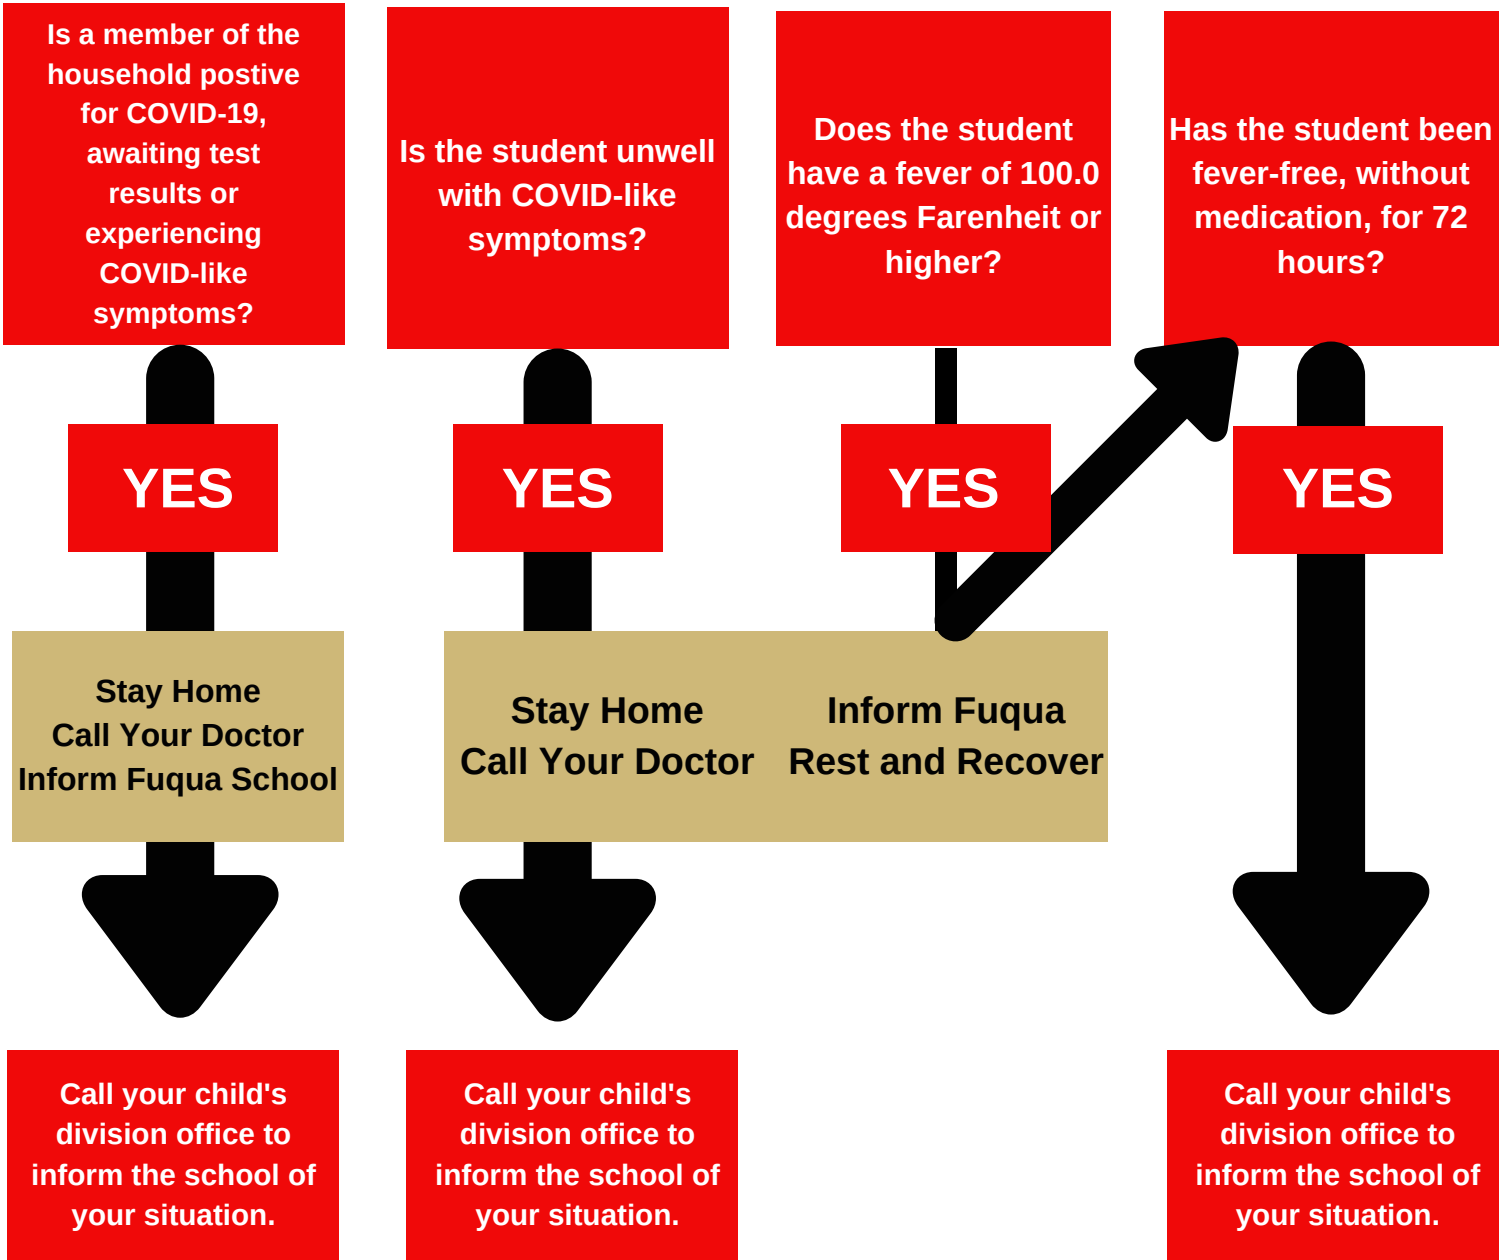 Is a member of the
household postive
for COVID-19,
awaiting test
results or
experiencing
COVID-like
symptoms?
Is the student unwell
with COVID-like
symptoms?
Does the student
have a fever of 100.0
degrees Farenheit or
higher?
Has the student been
fever-free, without
medication, for 72
hours?
YES
YES
YES
YES
Stay Home
Call Your Doctor
Inform Fuqua School
Stay Home
Call Your Doctor
Inform Fuqua
Rest and Recover
Call your child's
division office to
inform the school of
your situation.
Call your child's
division office to
inform the school of
your situation.
Call your child's
division office to
inform the school of
your situation.